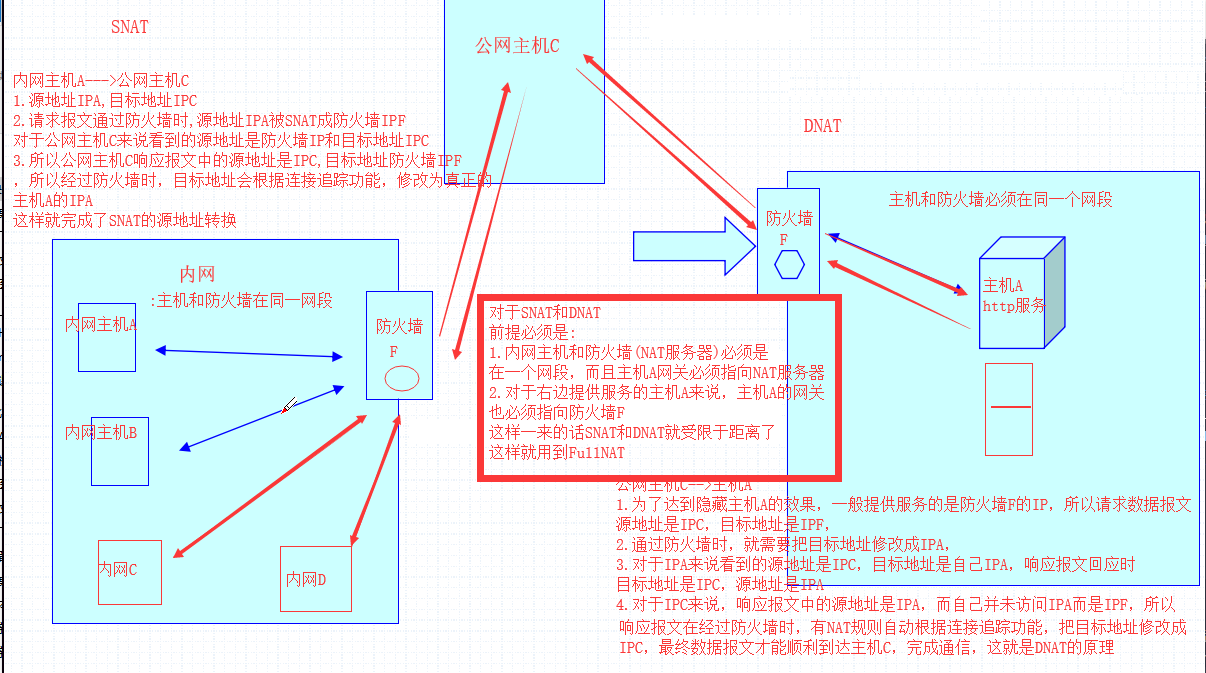 SNAT
公网主机C
内网主机A--->公网主机C
1.源地址IPA,目标地址IPC
2.请求报文通过防火墙时,源地址IPA被SNAT成防火墙IPF
对于公网主机C来说看到的源地址是防火墙IP和目标地址IPC
3.所以公网主机C响应报文中的源地址是IPC,目标地址防火墙IPF
，所以经过防火墙时，目标地址会根据连接追踪功能，修改为真正的
主机A的IPA
这样就完成了SNAT的源地址转换
内网
:主机和防火墙在同一网段
内网主机A
防火墙
F
内网主机B
内网C
内网D
DNAT
主机和防火墙必须在同一个网段
防火墙
F
主机A
http服务
对于SNAT和DNAT
前提必须是:
1.内网主机和防火墙(NAT服务器)必须是
在一个网段，而且主机A网关必须指向NAT服务器
2.对于右边提供服务的主机A来说，主机A的网关
也必须指向防火墙F
这样一来的话SNAT和DNAT就受限于距离了
这样就用到FullNAT
公网主机C-->主机A
1.为了达到隐藏主机A的效果，一般提供服务的是防火墙F的IP，所以请求数据报文
源地址是IPC，目标地址是IPF，
2.通过防火墙时，就需要把目标地址修改成IPA，
3.对于IPA来说看到的源地址是IPC，目标地址是自己IPA，响应报文回应时
目标地址是IPC，源地址是IPA
4.对于IPC来说，响应报文中的源地址是IPA，而自己并未访问IPA而是IPF，所以
响应报文在经过防火墙时，有NAT规则自动根据连接追踪功能，把目标地址修改成
IPC，最终数据报文才能顺利到达主机C，完成通信，这就是DNAT的原理